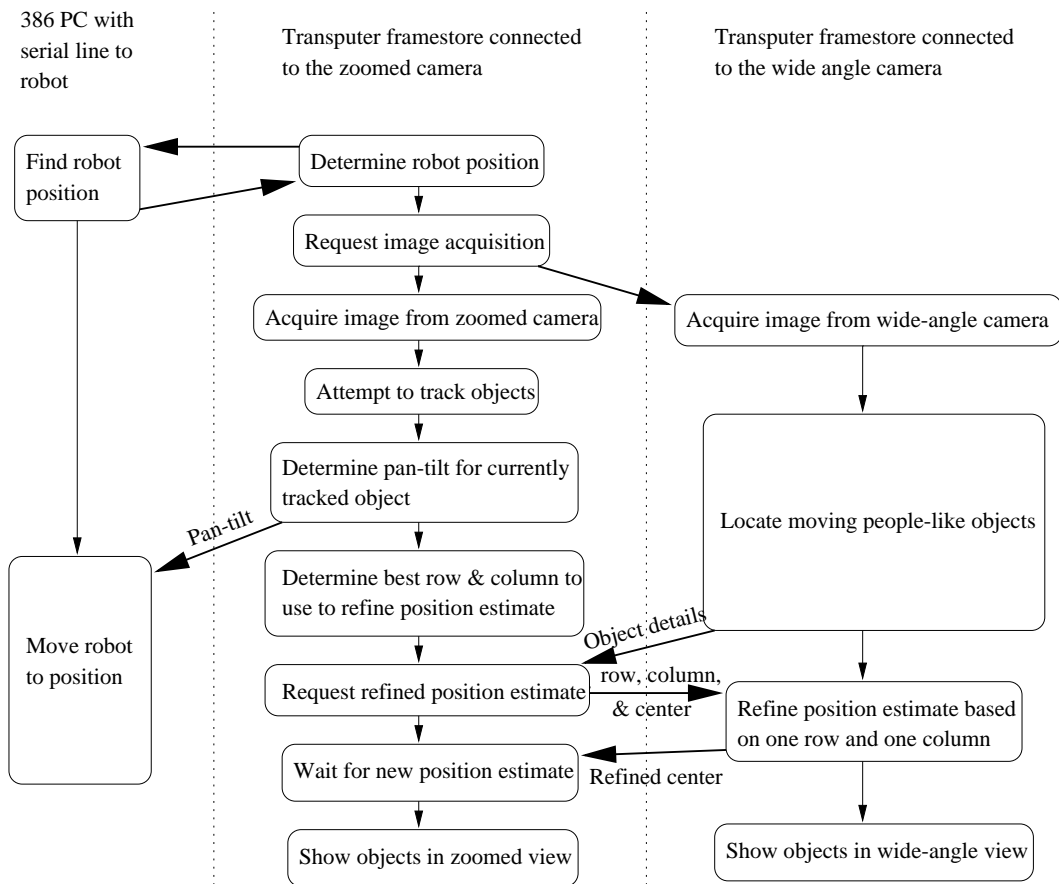 386 PC with
serial line to
robot
Transputer framestore connected
to the zoomed camera
Transputer framestore connected
to the wide angle camera
Find robot
position
Determine robot position
Request image acquisition
Acquire image from zoomed camera
Acquire image from wide-angle camera
Attempt to track objects
Determine pan-tilt for currently
tracked object
Pan-tilt
Locate moving people-like objects
Move robot
to position
Determine best row & column to
use to refine position estimate
Object details
Request refined position estimate
row, column,
& center
Refine position estimate based
on one row and one column
Wait for new position estimate
Refined center
Show objects in zoomed view
Show objects in wide-angle view